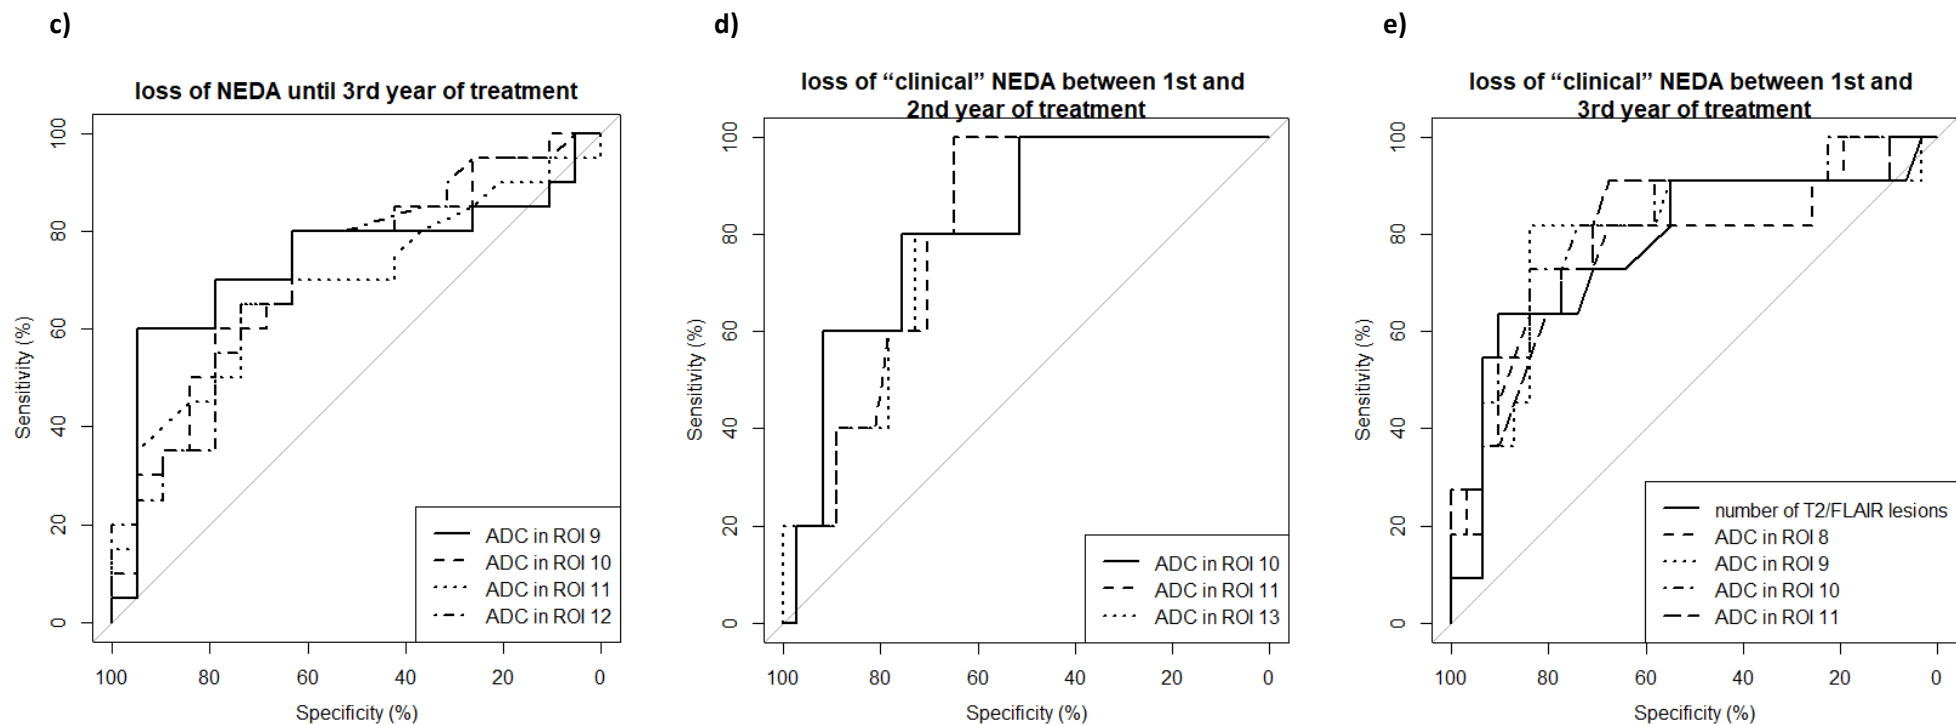 c)
loss of NEDA until 3rd year of treatment
Sensitivity (%)
100
80
60
40
20
0
ADC in ROI 9
ADC in ROI 10
ADC in ROI 11
ADC in ROI 12
100 80 60 40 20 0
Specificity (%)
d)
loss of “clinical” NEDA between 1st and
2nd year of treatment
Sensitivity (%)
100
80
60
40
20
0
ADC in ROI 10
ADC in ROI 11
ADC in ROI 13
100 80 60 40 20 0
Specificity (%)
e)
loss of “clinical” NEDA between 1st and
3rd year of treatment
Sensitivity (%)
100
80
60
40
20
0
number of T2/FLAIR lesions
ADC in ROI 8
ADC in ROI 9
ADC in ROI 10
ADC in ROI 11
100 80 60 40 20 0
Specificity (%)